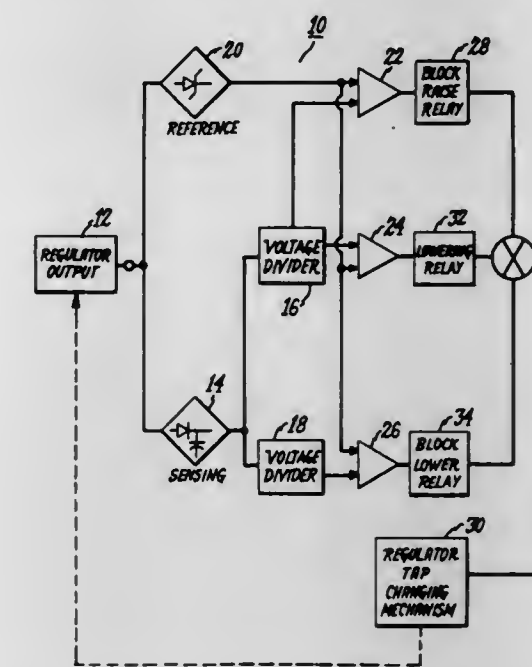 10
20
REFERENCE
22
28
BLOCK
RAISE
RELAY
12
REGULATOR
OUTPUT
VOLTAGE
DIVIDER
16
24
32
LOWERING
RELAY
14
SENSING
18
VOLTAGE
DIVIDER
26
34
BLOCK
LOWER
RELAY
30
REGULATOR
TAP
CHANGING
MECHANISM